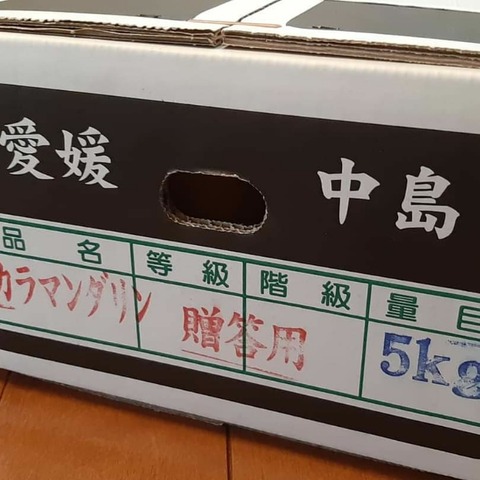 愛媛 中島
品名 等級 階級 量目
カラマンダリン 贈答用 5kg